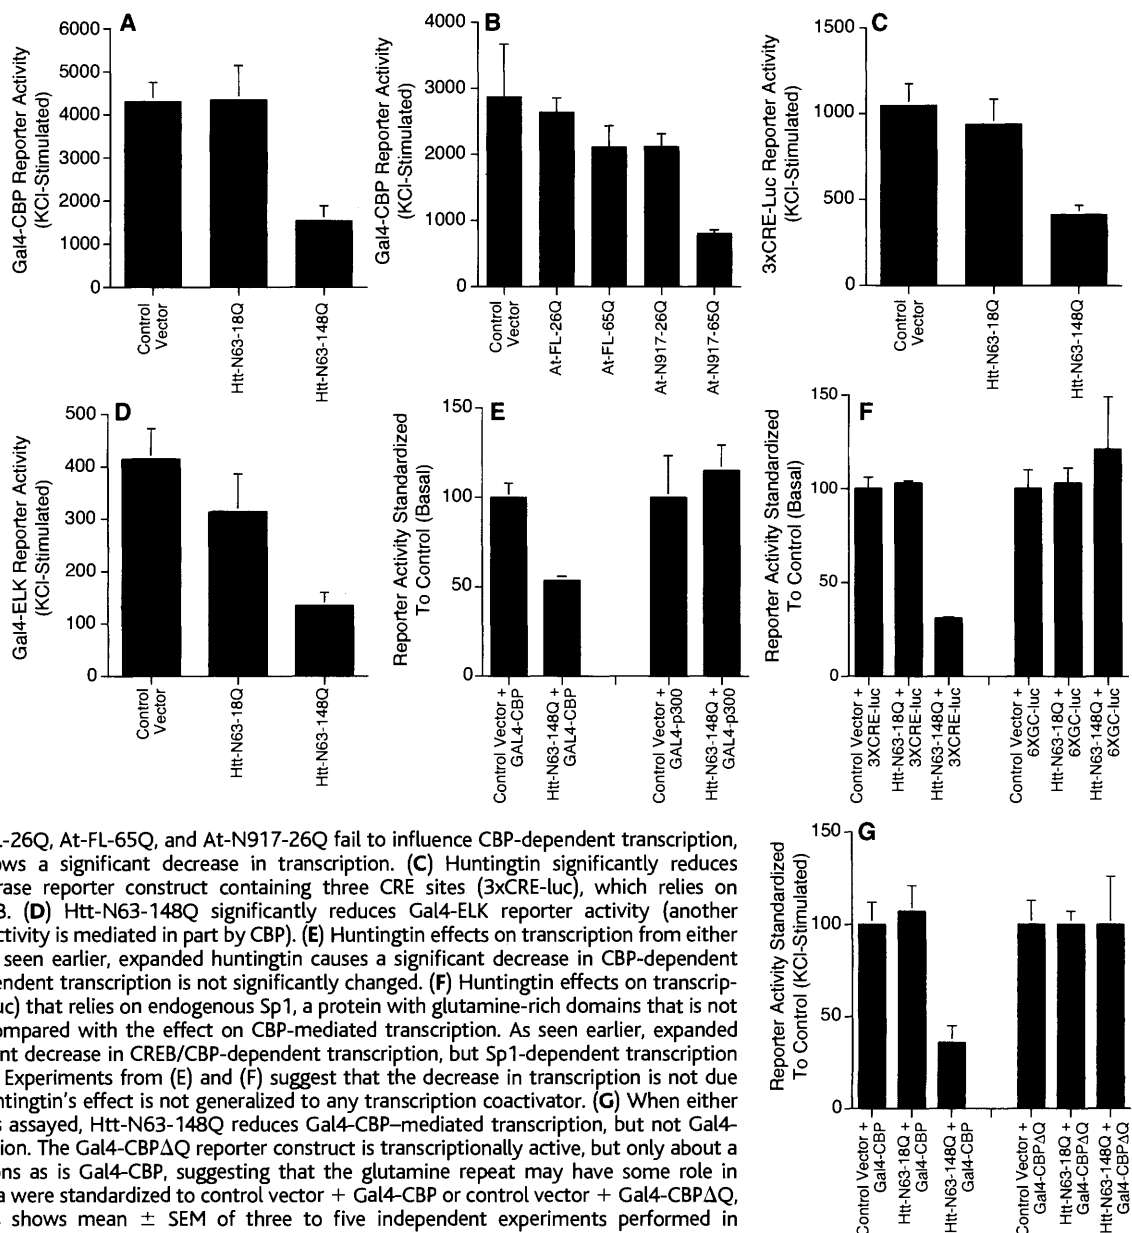 A
6000
5000
4000
3000
2000
1000
0
Gal4-CBP Reporter Activity
(KCl-Stimulated)
Control
Vector
Htt-N63-18Q
Htt-N63-148Q
B
4000
3000
2000
1000
0
Gal4-CBP Reporter Activity
(KCl-Stimulated)
Control
Vector
At-FL-26Q
At-FL-65Q
At-N917-26Q
At-N917-65Q
C
1500
1000
500
0
3xCRE-Luc Reporter Activity
(KCl-Stimulated)
Control
Vector
Htt-N63-18Q
Htt-N63-148Q
D
500
400
300
200
100
0
Gal4-ELK Reporter Activity
(KCl-Stimulated)
Control
Vector
Htt-N63-18Q
Htt-N63-148Q
E
150
100
50
0
Reporter Activity Standardized
To Control (Basal)
Control Vector +
GAL4-CBP
Htt-N63-148Q +
GAL4-CBP
Control Vector +
GAL4-p300
Htt-N63-148Q +
GAL4-p300
F
150
100
50
0
Reporter Activity Standardized
To Control (Basal)
Control Vector +
3XCRE-luc
Htt-N63-18Q +
3XCRE-luc
Htt-N63-148Q +
3XCRE-luc
Control Vector +
6XGC-luc
Htt-N63-18Q +
6XGC-luc
Htt-N63-148Q +
6XGC-luc
L-26Q, At-FL-65Q, and At-N917-26Q fail to influence CBP-dependent transcription,
ows a significant decrease in transcription. (C) Huntingtin significantly reduces
rase reporter construct containing three CRE sites (3xCRE-luc), which relies on
B. (D) Htt-N63-148Q significantly reduces Gal4-ELK reporter activity (another
ctivity is mediated in part by CBP). (E) Huntingtin effects on transcription from either
seen earlier, expanded huntingtin causes a significant decrease in CBP-dependent
endent transcription is not significantly changed. (F) Huntingtin effects on transcrip-
uc) that relies on endogenous Sp1, a protein with glutamine-rich domains that is not
ompared with the effect on CBP-mediated transcription. As seen earlier, expanded
nt decrease in CREB/CBP-dependent transcription, but Sp1-dependent transcription
Experiments from (E) and (F) suggest that the decrease in transcription is not due
ntingtin's effect is not generalized to any transcription coactivator. (G) When either
s assayed, Htt-N63-148Q reduces Gal4-CBP–mediated transcription, but not Gal4-
tion. The Gal4-CBPΔQ reporter construct is transcriptionally active, but only about a
ons as is Gal4-CBP, suggesting that the glutamine repeat may have some role in
a were standardized to control vector + Gal4-CBP or control vector + Gal4-CBPΔQ,
shows mean ± SEM of three to five independent experiments performed in
G
150
100
50
0
Reporter Activity Standardized
To Control (KCl-Stimulated)
Control Vector +
Gal4-CBP
Htt-N63-18Q +
Gal4-CBP
Htt-N63-148Q +
Gal4-CBP
Control Vector +
Gal4-CBPΔQ
Htt-N63-18Q +
Gal4-CBPΔQ
Htt-N63-148Q +
Gal4-CBPΔQ